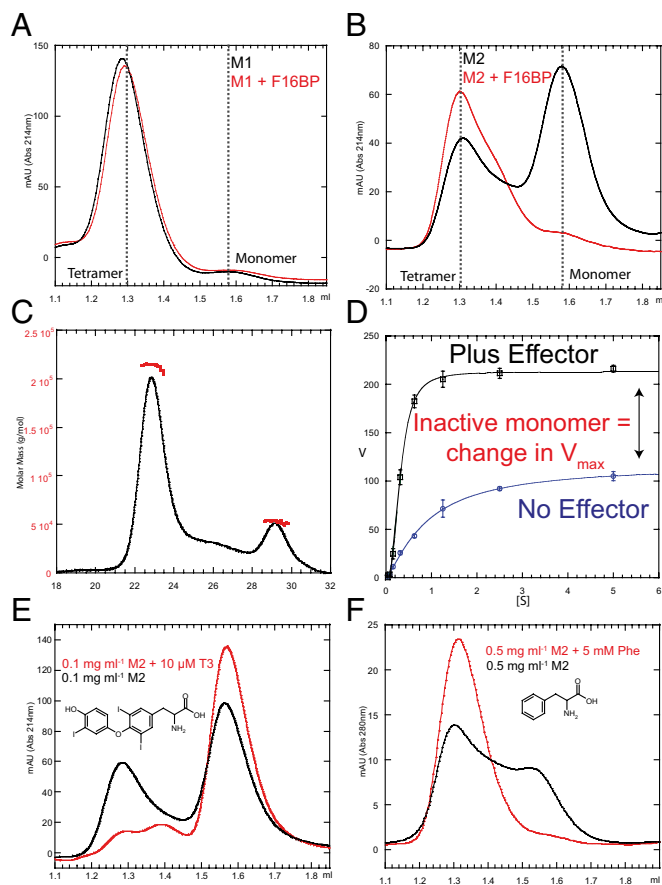 A
150
100
50
0
mAU (Abs 214nm)
M1
M1 + F16BP
Tetramer
Monomer
1.1 1.2 1.3 1.4 1.5 1.6 1.7 1.8 ml
B
80
60
40
20
0
-20
mAU (Abs 214nm)
M2
M2 + F16BP
Tetramer
Monomer
1.1 1.2 1.3 1.4 1.5 1.6 1.7 1.8 ml
C
2.5 10⁵
2 10⁵
1.5 10⁵
1 10⁵
5 10⁴
0
Molar Mass (g/mol)
18 20 22 24 26 28 30 32
D
250
200
150
100
50
0
V
Plus Effector
Inactive monomer =
change in Vmax
No Effector
0 1 2 3 4 5 6
[S]
E
140
120
100
80
60
40
20
0
mAU (Abs 214nm)
0.1 mg ml⁻¹ M2 + 10 μM T3
0.1 mg ml⁻¹ M2
HO
I
O
I
I
O
OH
NH₂
1.1 1.2 1.3 1.4 1.5 1.6 1.7 1.8 ml
F
25
20
15
10
5
0
mAU (Abs 280nm)
0.5 mg ml⁻¹ M2 + 5 mM Phe
0.5 mg ml⁻¹ M2
O
OH
NH₂
1.1 1.2 1.3 1.4 1.5 1.6 1.7 1.8 ml